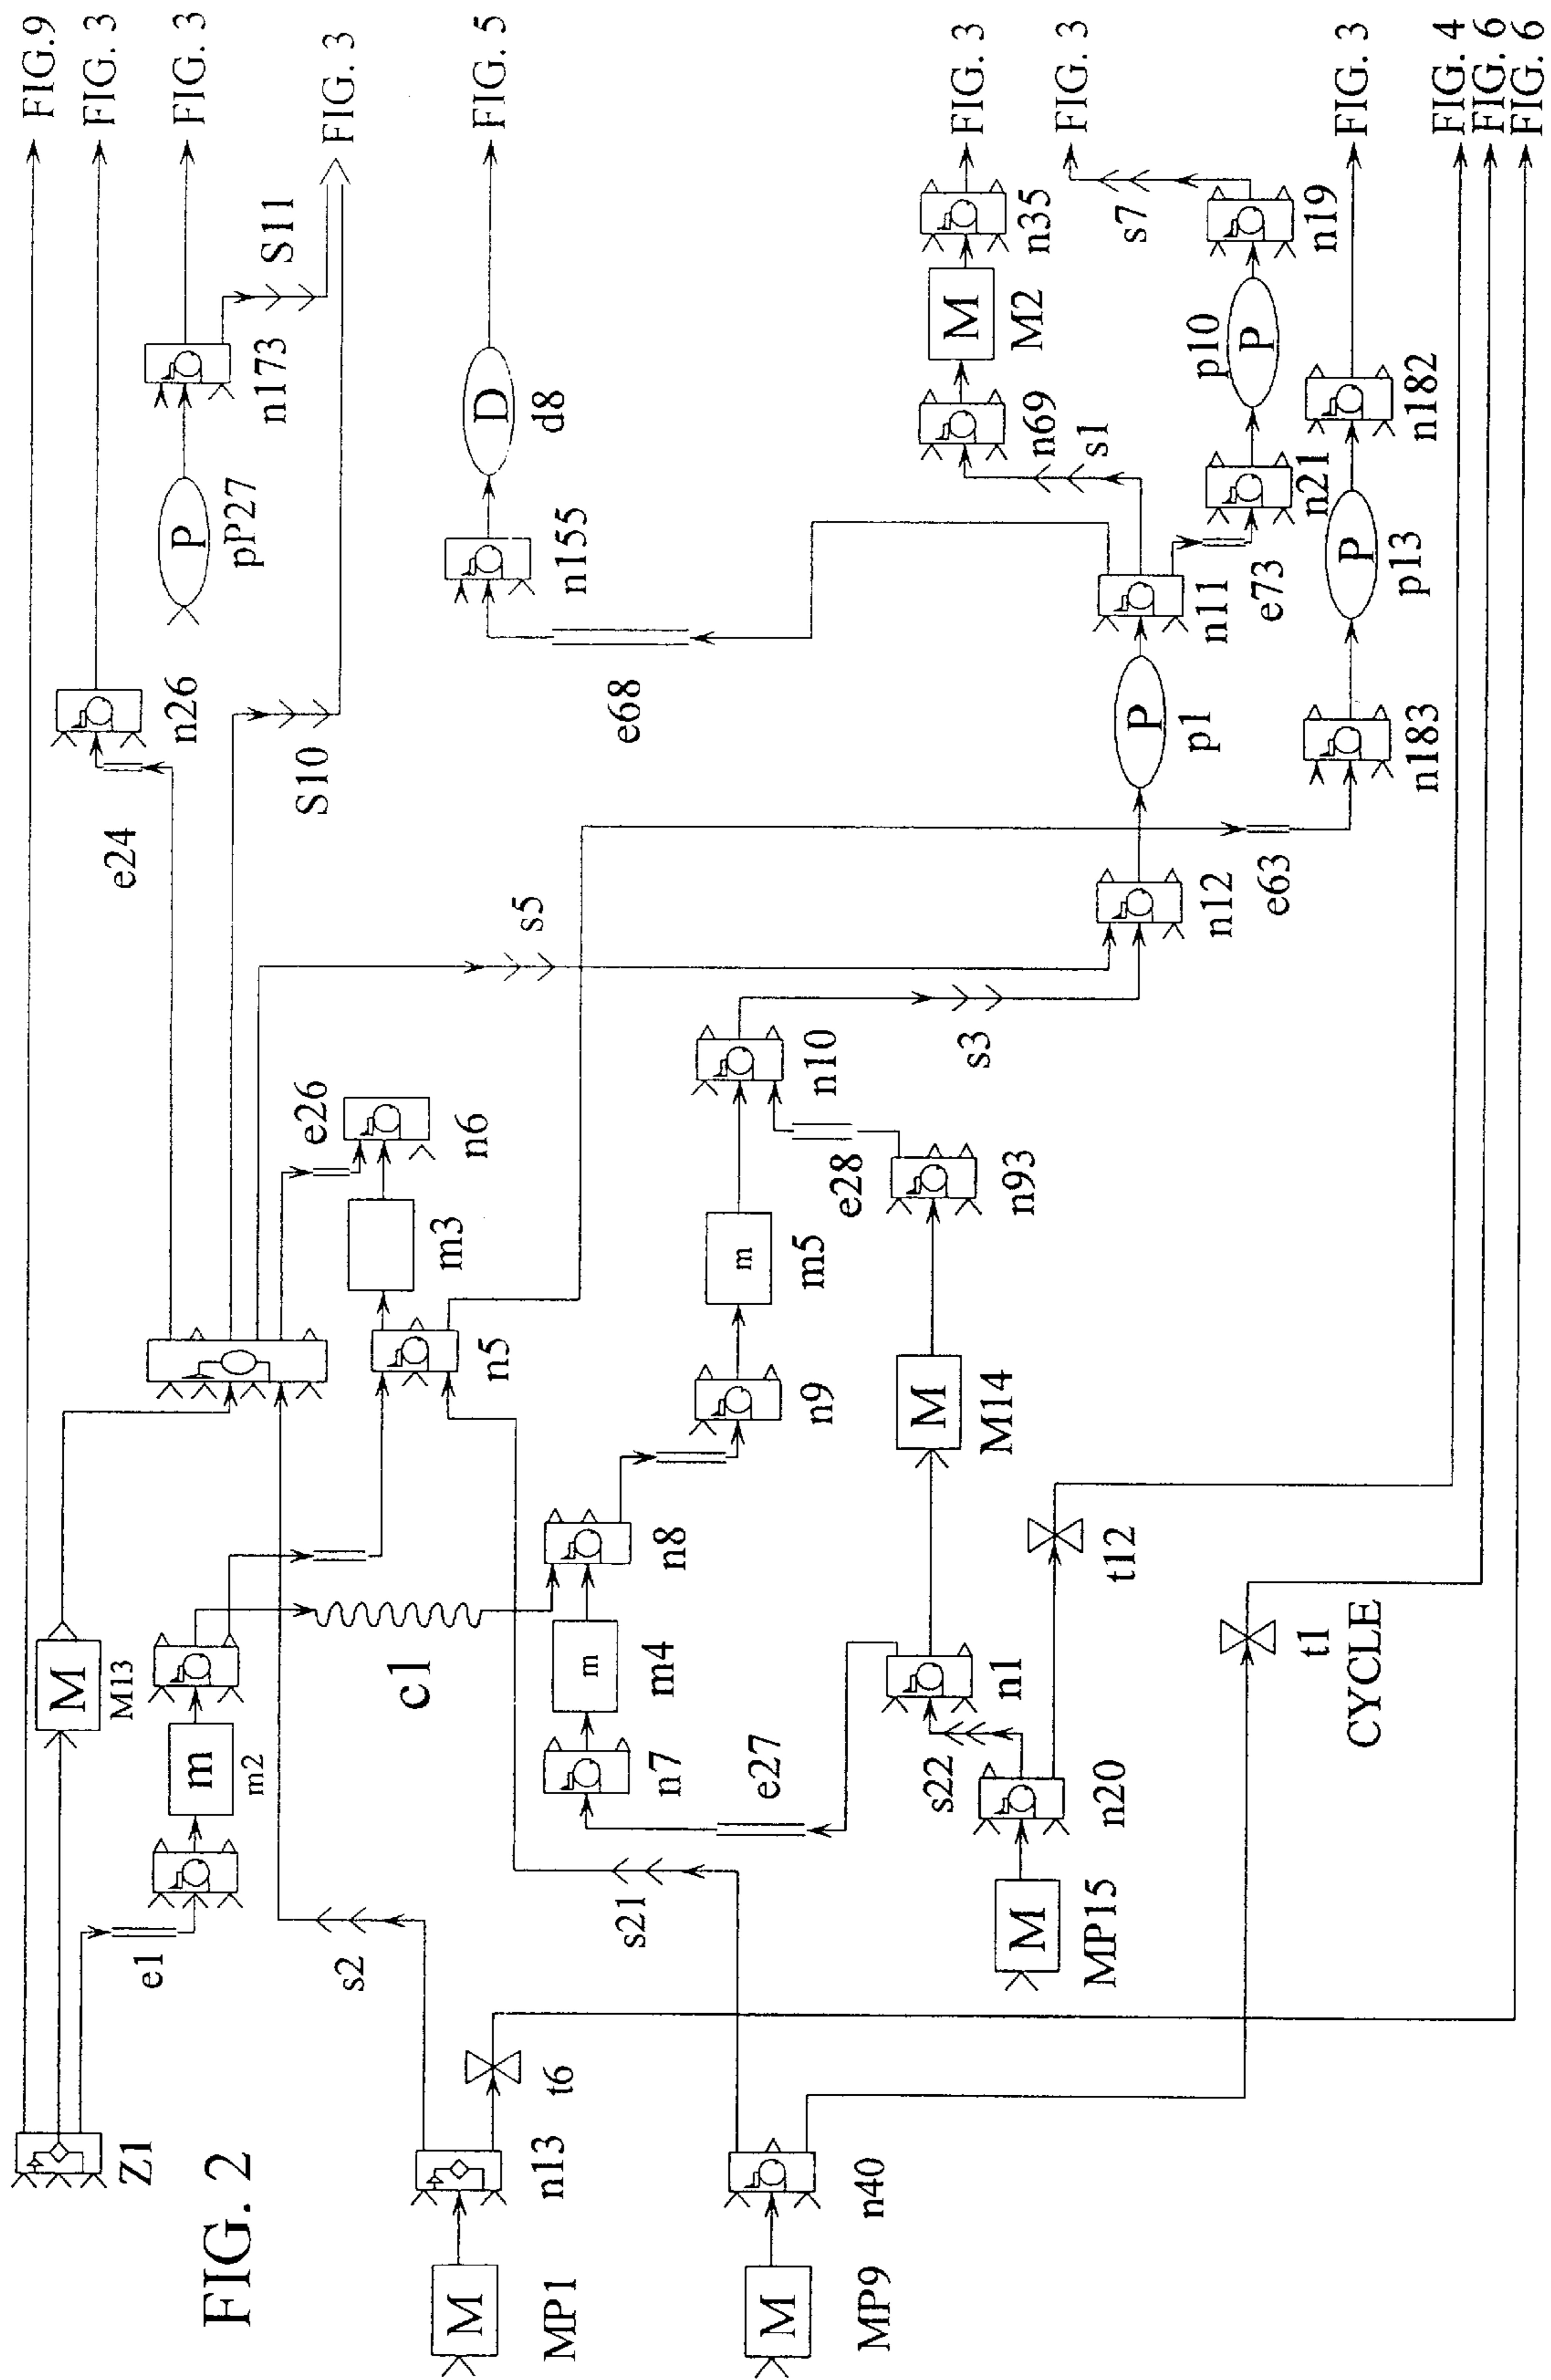 FIG. 2
FIG.9
FIG. 3
FIG. 3
FIG. 3
FIG. 5
FIG. 3
FIG. 3
FIG. 3
FIG. 4
FIG. 6
FIG. 6
Z1
M
M13
e1
m
m2
e24
n26
P
pP27
n173
S11
S10
s5
e26
n6
m3
n5
s2
c1
M
MP1
n13
t6
n7
m
m4
n8
n9
m
m5
n10
s3
e68
n155
D
d8
s21
e27
M
MP9
n40
M
MP15
n20
s22
n1
M
M14
n93
e28
t12
t1
CYCLE
n12
P
p1
n11
s1
n69
M
M2
n35
e73
n21
P
p10
n19
s7
e63
n183
P
p13
n182